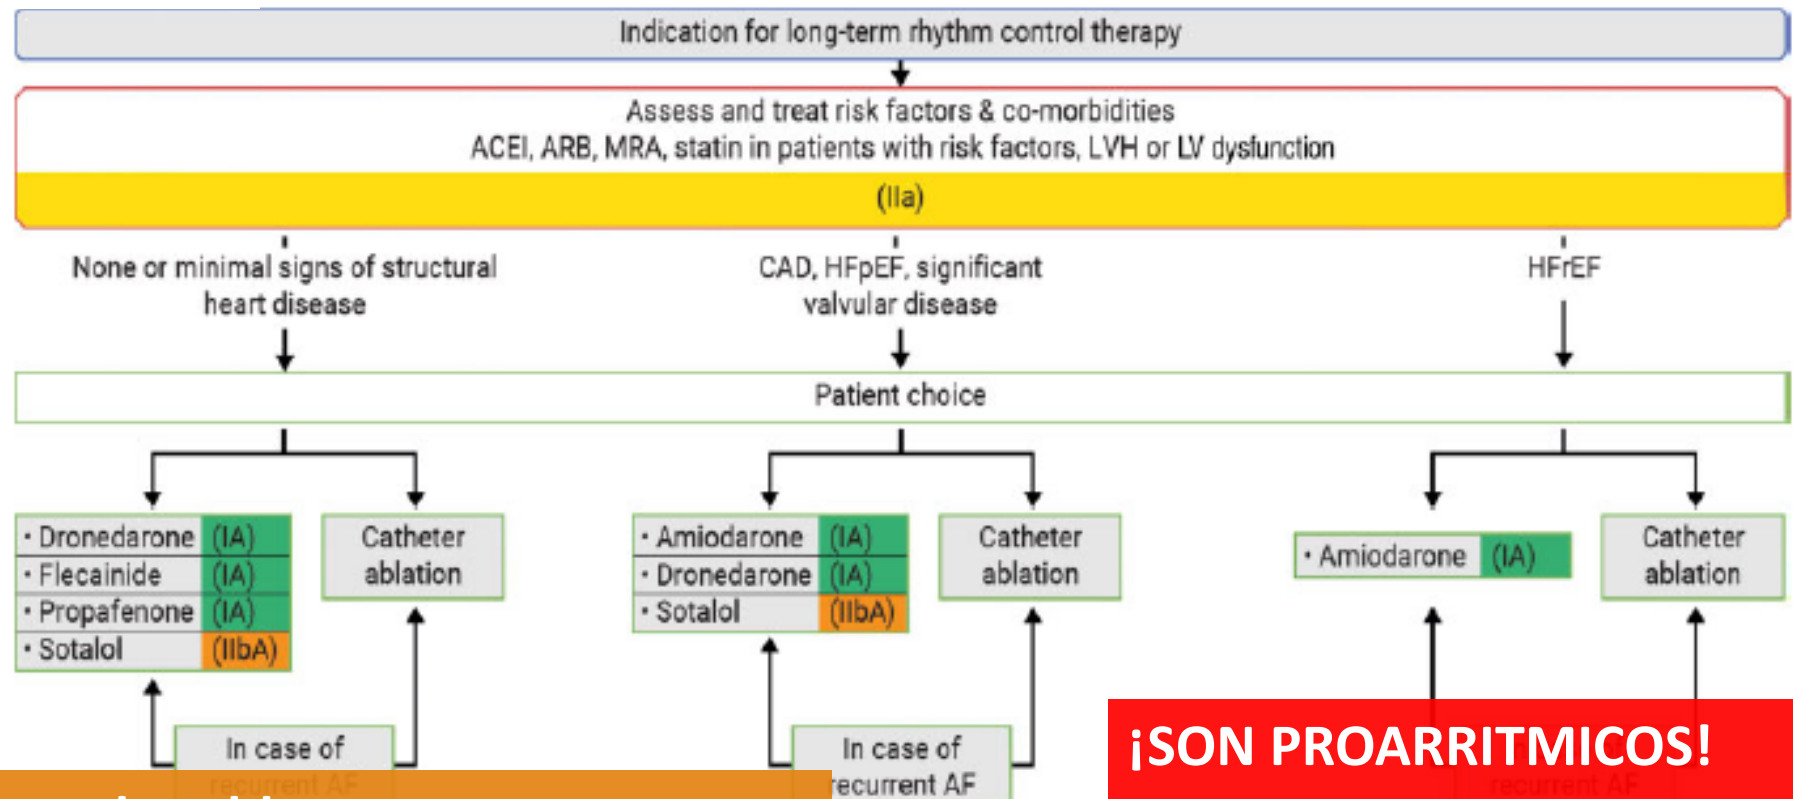 Indication for long-term rhythm control therapy
Assess and treat risk factors & co-morbidities
ACEI, ARB, MRA, statin in patients with risk factors, LVH or LV dysfunction
(IIa)
None or minimal signs of structural
heart disease
CAD, HFpEF, significant
valvular disease
HFrEF
Patient choice
· Dronedarone (IA)
· Flecainide (IA)
· Propafenone (IA)
· Sotalol (IIbA)
Catheter
ablation
· Amiodarone (IA)
· Dronedarone (IA)
· Sotalol (IIbA)
Catheter
ablation
· Amiodarone (IA)
Catheter
ablation
In case of
recurrent AF
In case of
recurrent AF
¡SON PROARRITMICOS!
recurrent AF